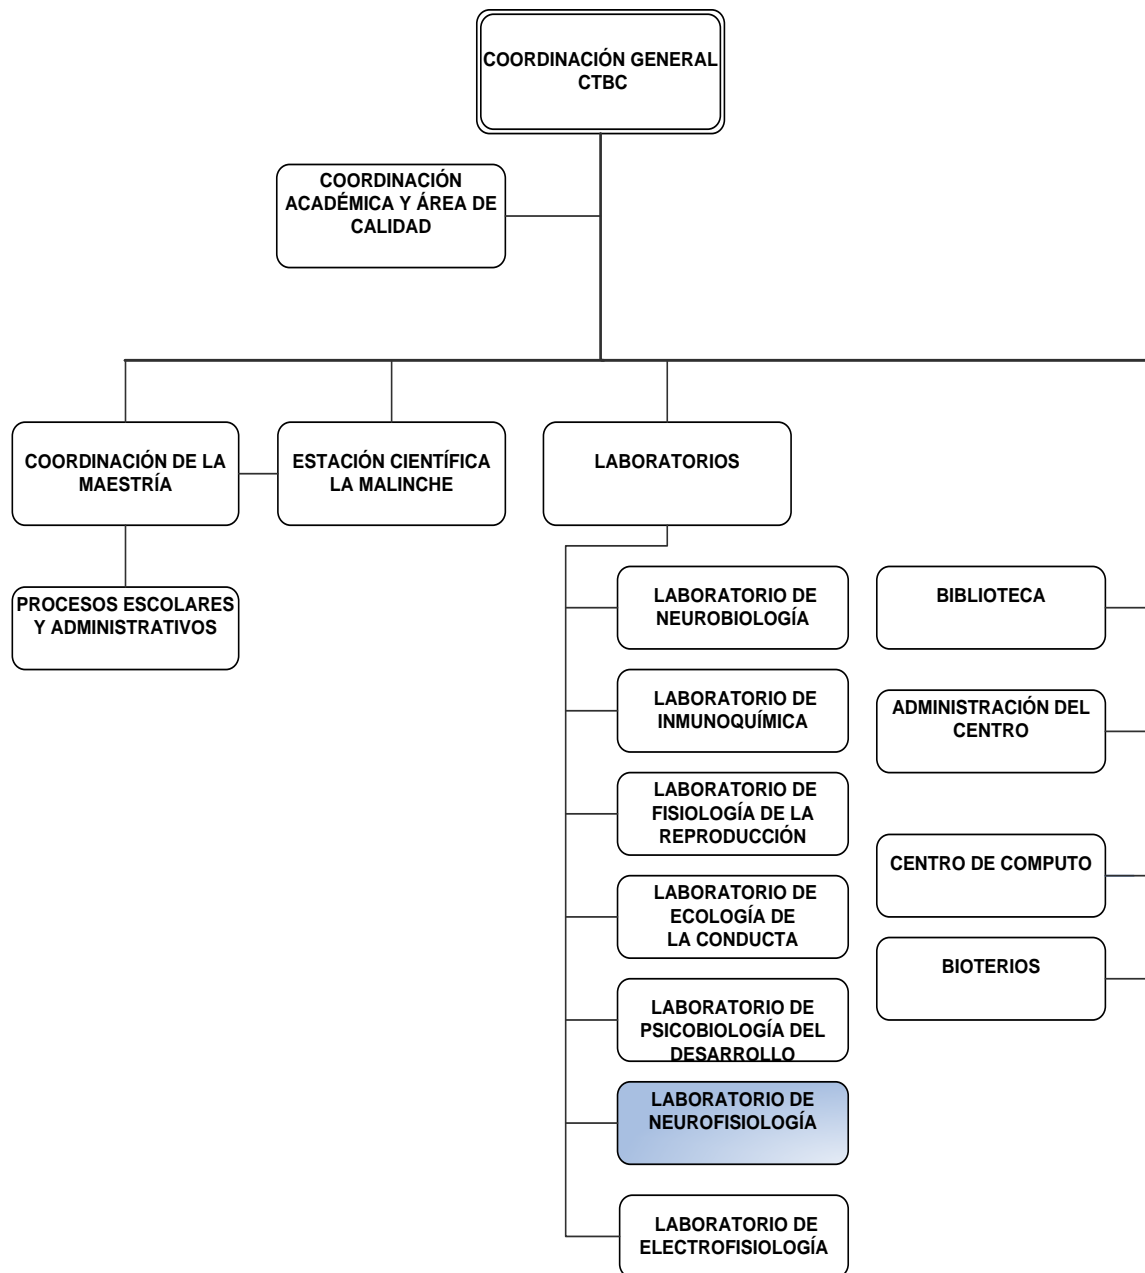 COORDINACIÓN GENERAL
CTBC
COORDINACIÓN
ACADÉMICA Y ÁREA DE
CALIDAD
COORDINACIÓN DE LA
MAESTRÍA
ESTACIÓN CIENTÍFICA
LA MALINCHE
LABORATORIOS
PROCESOS ESCOLARES
Y ADMINISTRATIVOS
LABORATORIO DE
NEUROBIOLOGÍA
LABORATORIO DE
INMUNOQUÍMICA
LABORATORIO DE
FISIOLOGÍA DE LA
REPRODUCCIÓN
LABORATORIO DE
ECOLOGÍA DE
LA CONDUCTA
LABORATORIO DE
PSICOBIOLOGÍA DEL
DESARROLLO
LABORATORIO DE
NEUROFISIOLOGÍA
LABORATORIO DE
ELECTROFISIOLOGÍA
BIBLIOTECA
ADMINISTRACIÓN DEL
CENTRO
CENTRO DE COMPUTO
BIOTERIOS